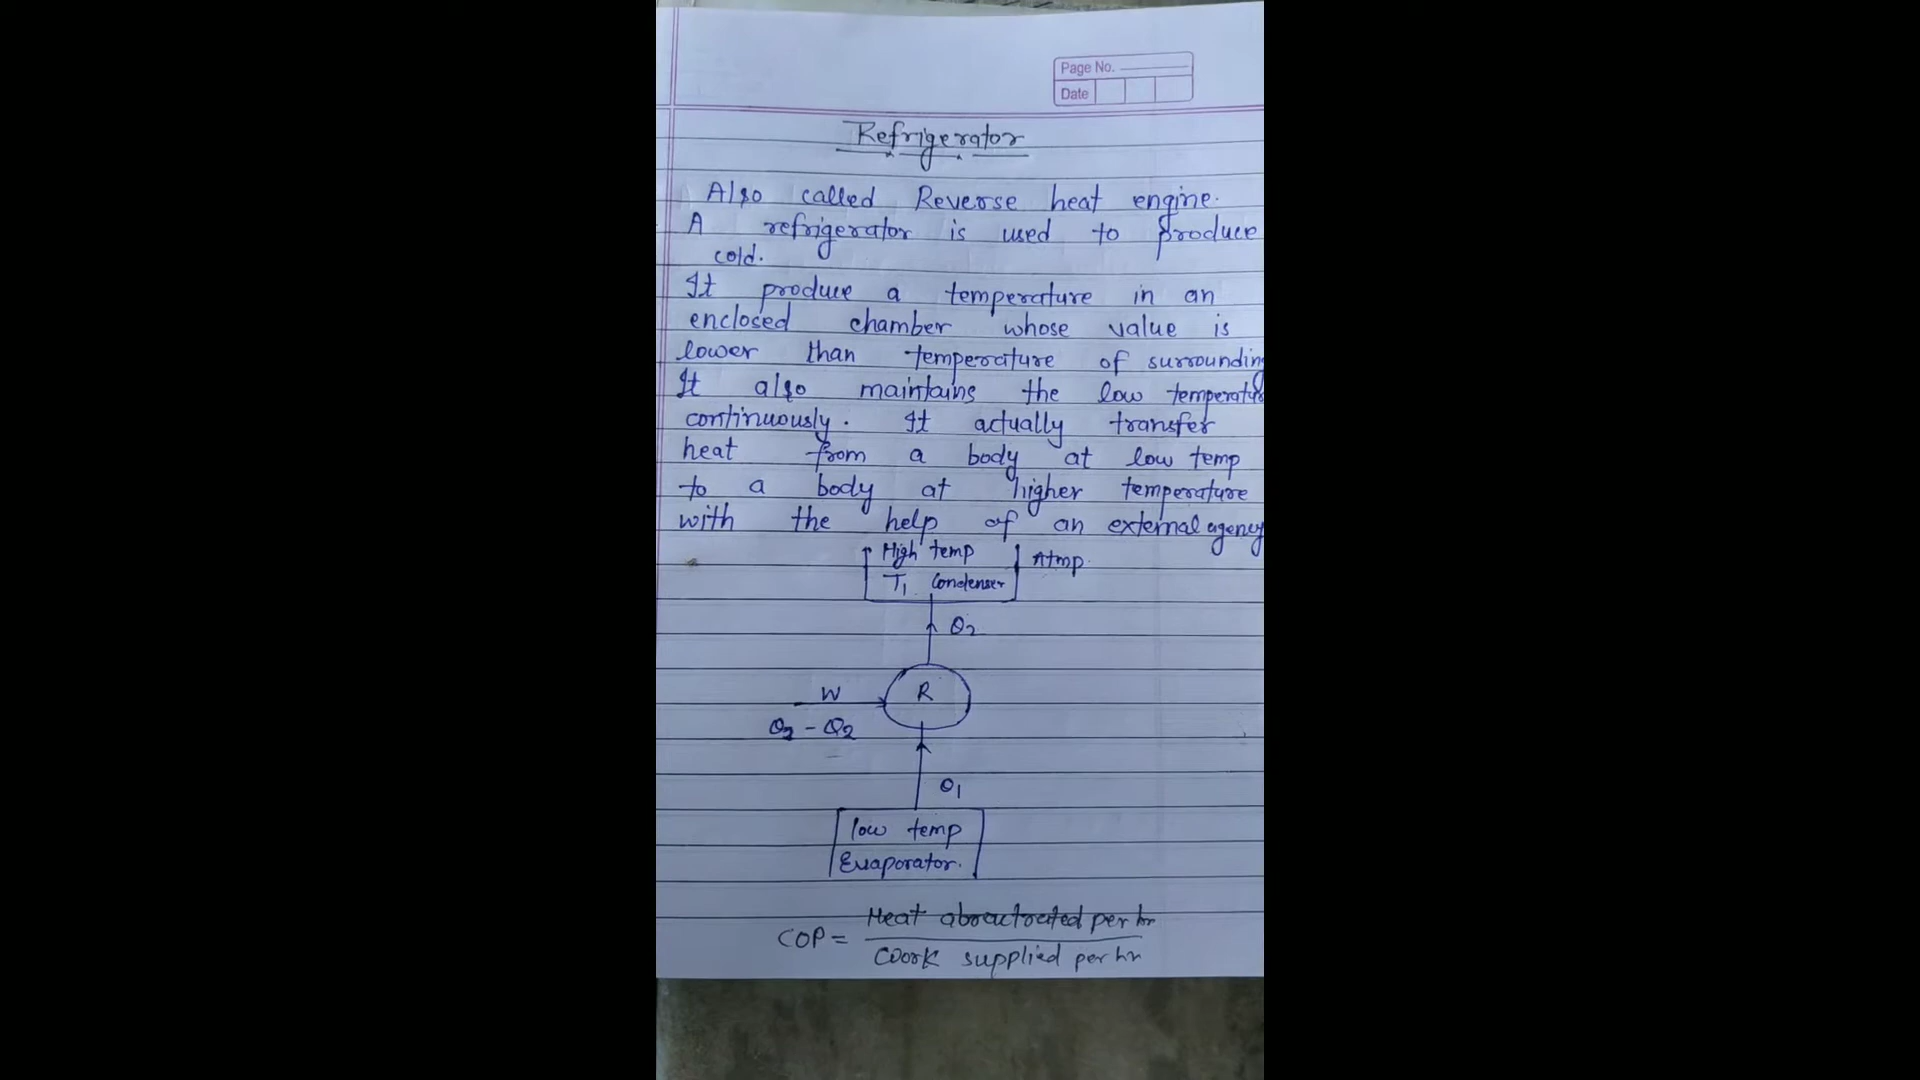 Page No.
Date
Refrigerator
Also called Reverse heat engine.
A refrigerator is used to produce
cold.
It produce a temperature in an
enclosed chamber whose value is
lower than temperature of surrounding
It also maintains the low temperatu
continuously. It actually transfer
heat from a body at low temp
to a body at higher temperature
with the help of an external agency
High temp Atmp.
T1 Condenser
Q2
W R
Q2 - Q2
Q1
low temp
Evaporator.
Heat per hr
COP =
work supplied per hr